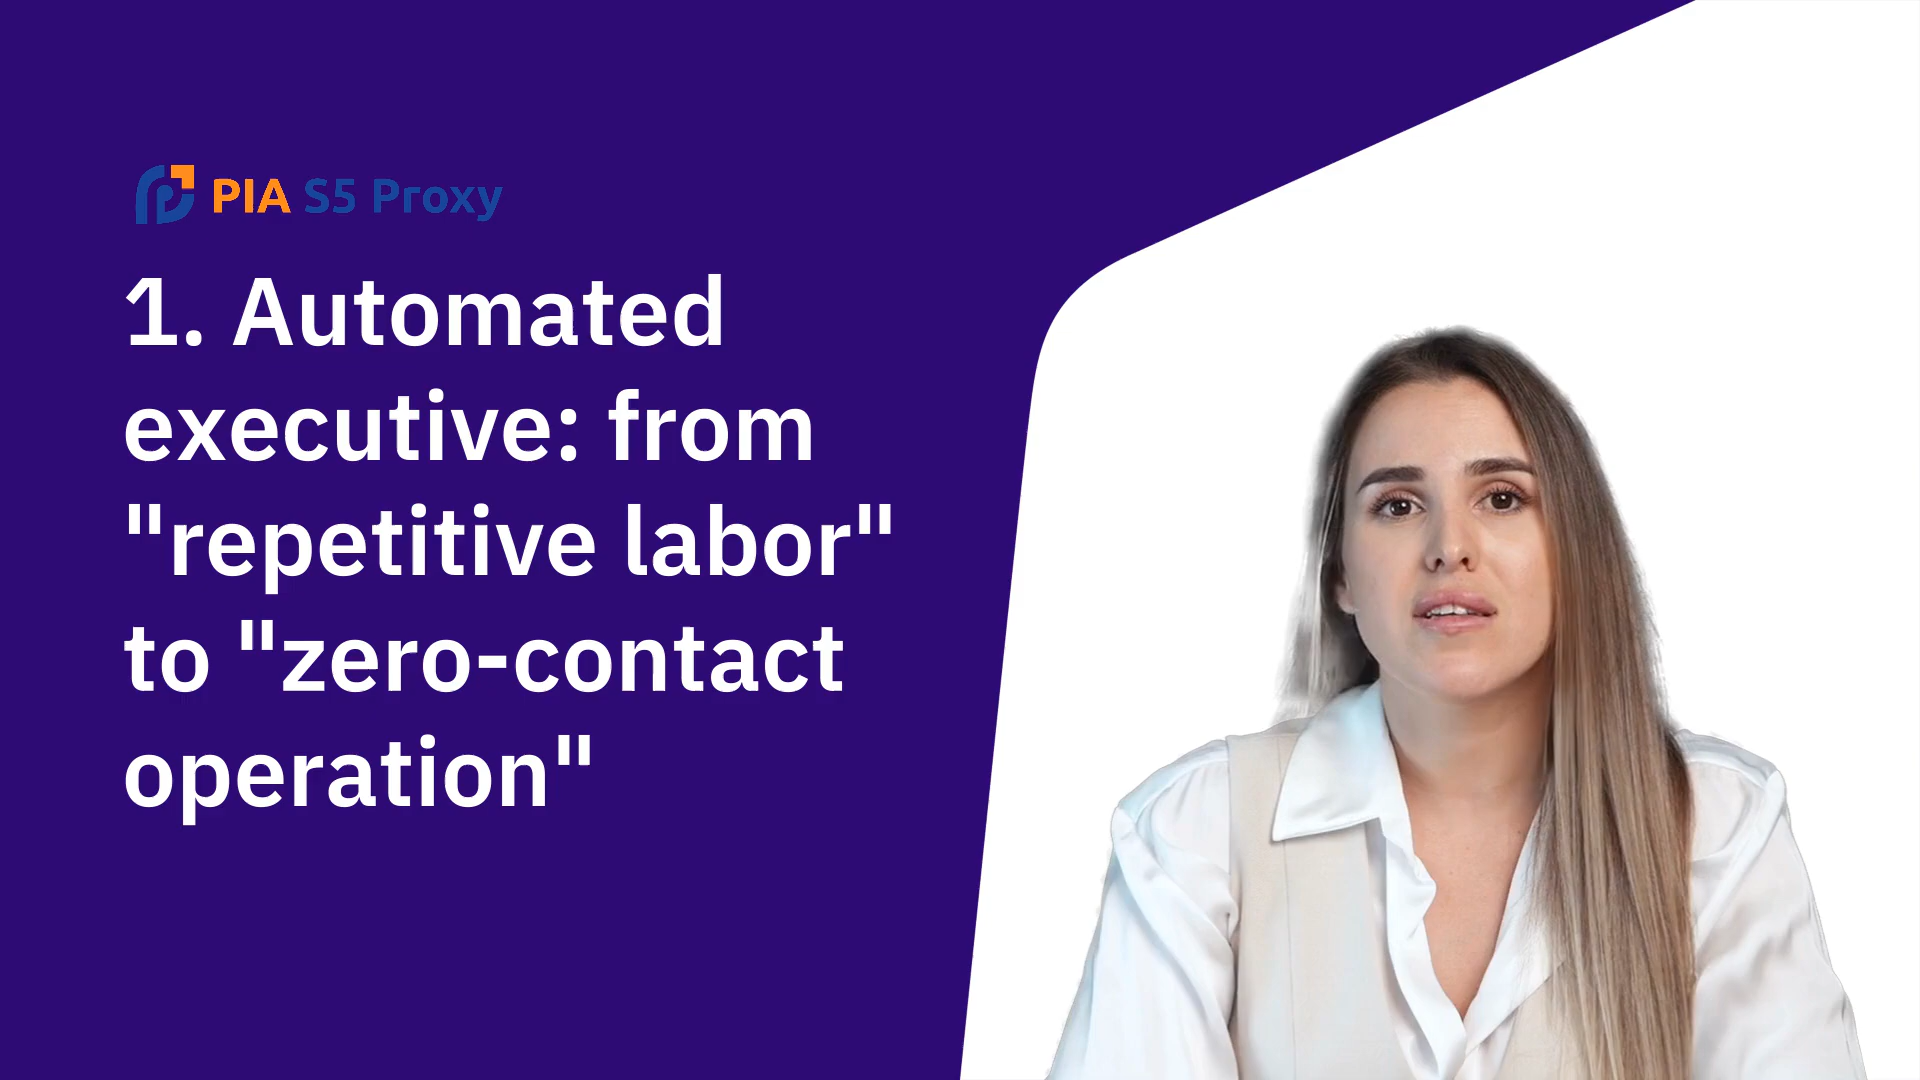 PIA S5 Proxy
1. Automated
executive: from
"repetitive labor"
to "zero-contact
operation"